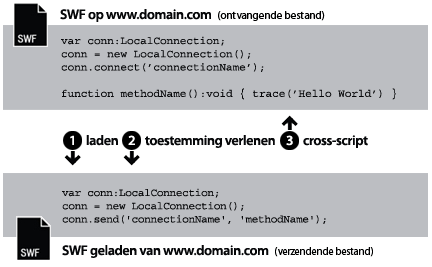 SWF
SWF op www.domain.com (ontvangende bestand)
var conn:LocalConnection;
conn = new LocalConnection();
conn.connect('connectionName');
function methodName():void { trace('Hello World') }
1 laden 2 toestemming verlenen 3 cross-script
var conn:LocalConnection;
conn = new LocalConnection();
conn.send('connectionName', 'methodName');
SWF
SWF geladen van www.domain.com (verzendende bestand)